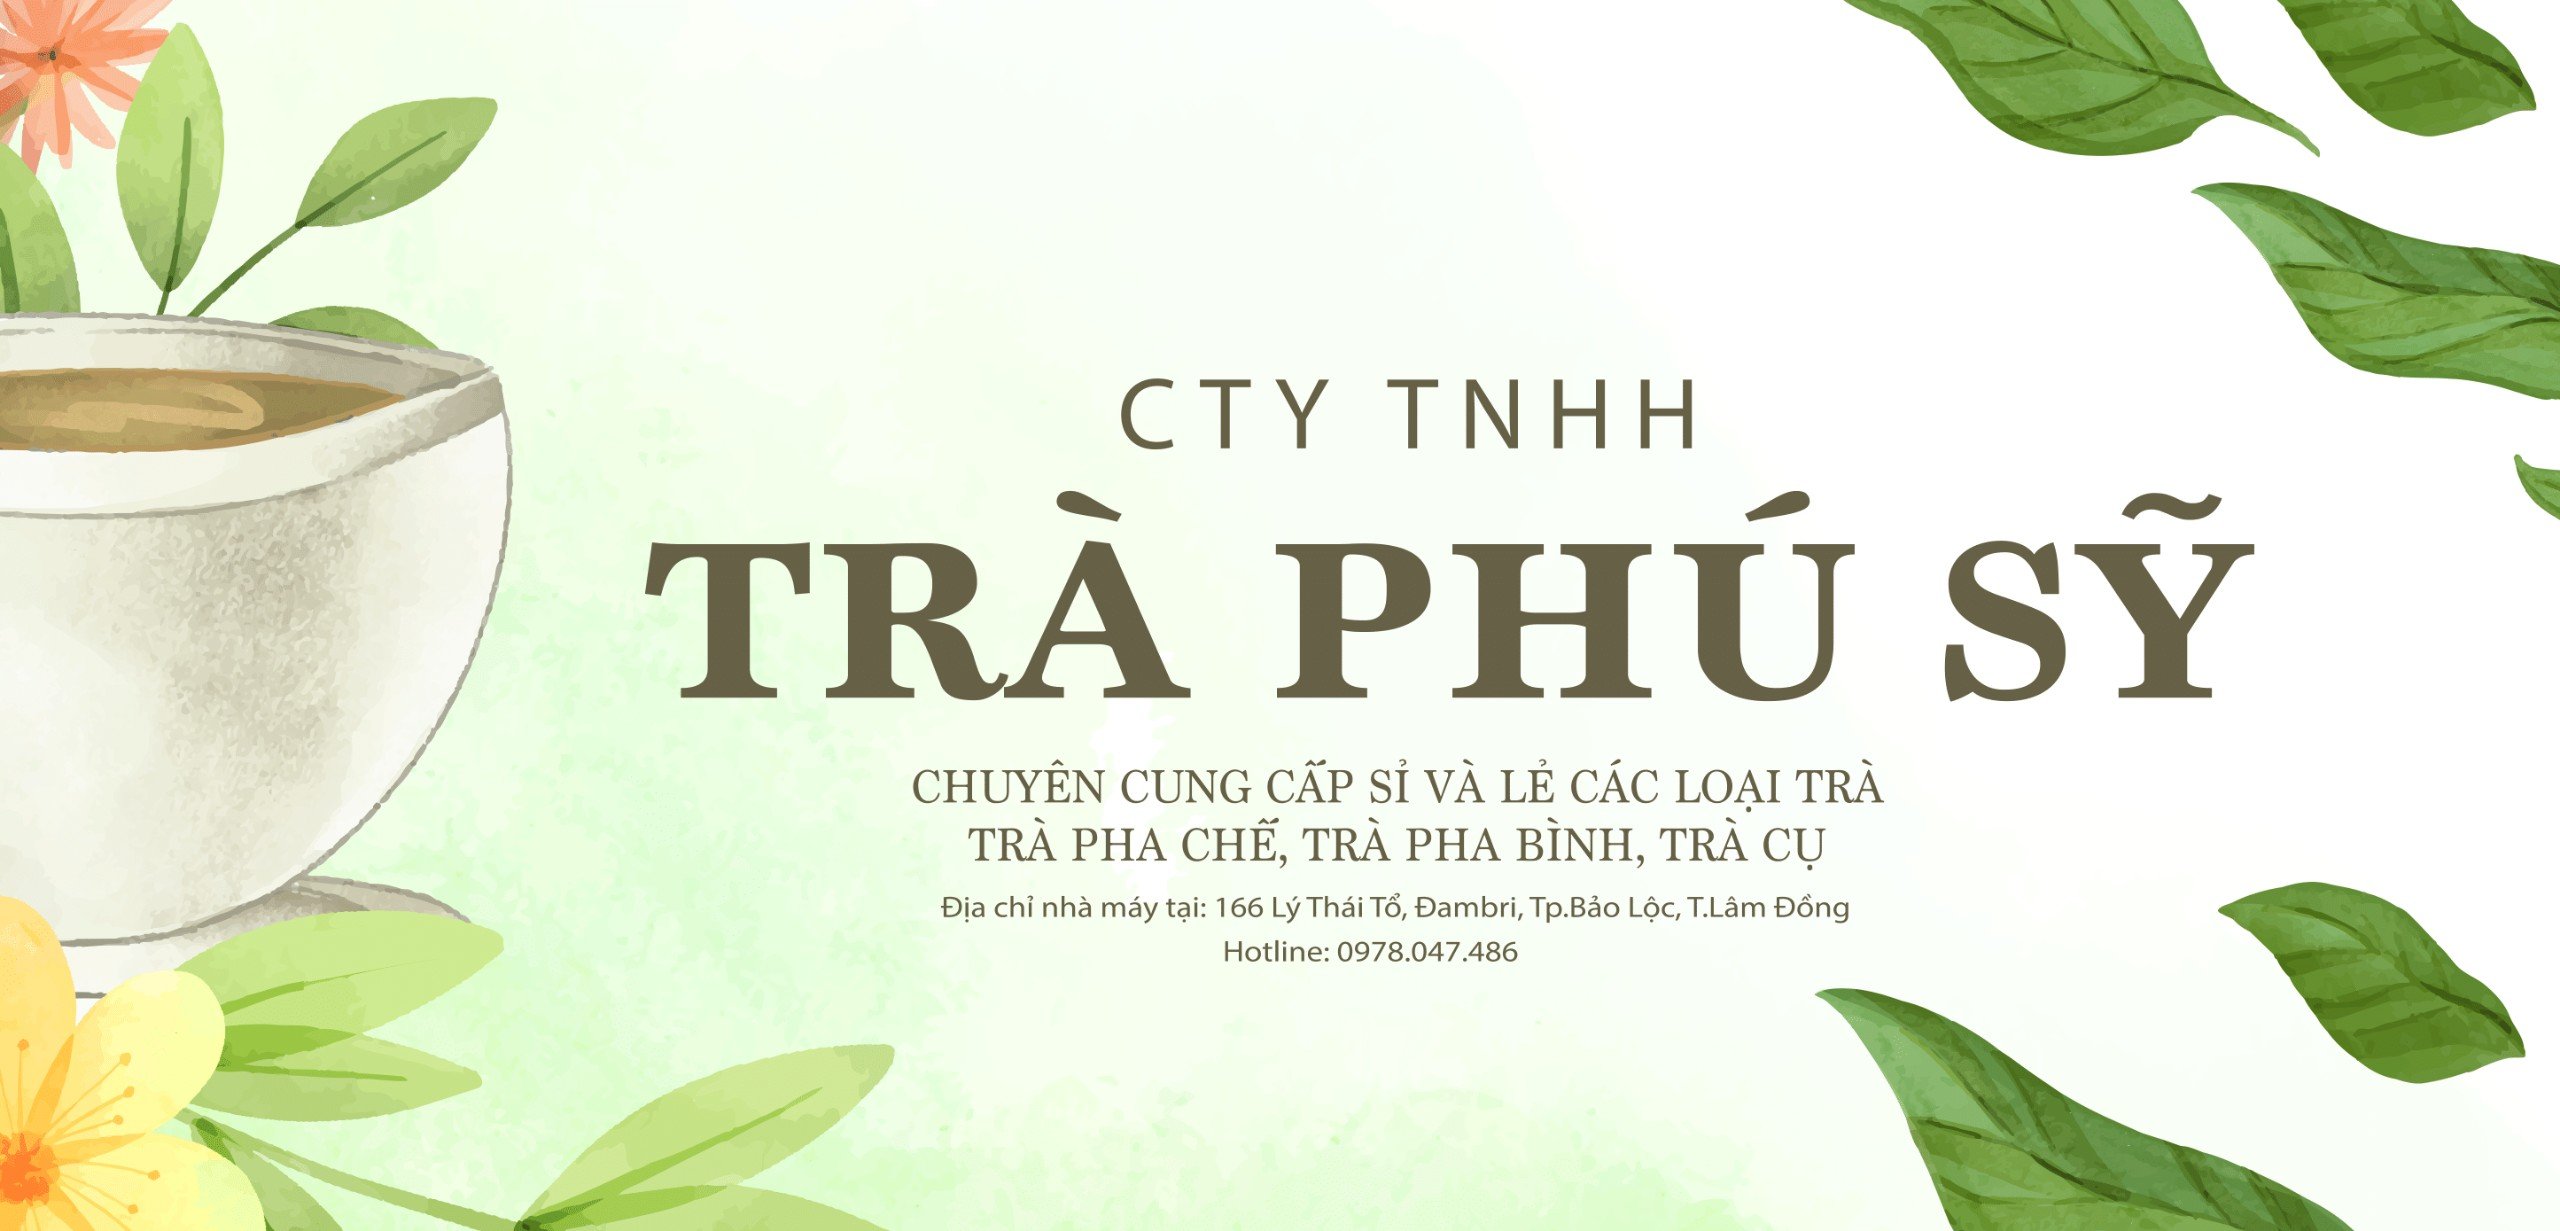 CTY TNHH
TRÀ PHÚ SỸ
CHUYÊN CUNG CẤP SỈ VÀ LẺ CÁC LOẠI TRÀ
TRÀ PHA CHẾ, TRÀ PHA BÌNH, TRÀ CỤ
Địa chỉ nhà máy tại: 166 Lý Thái Tổ, Đambri, Tp.Bảo Lộc, T.Lâm Đồng
Hotline: 0978.047.486